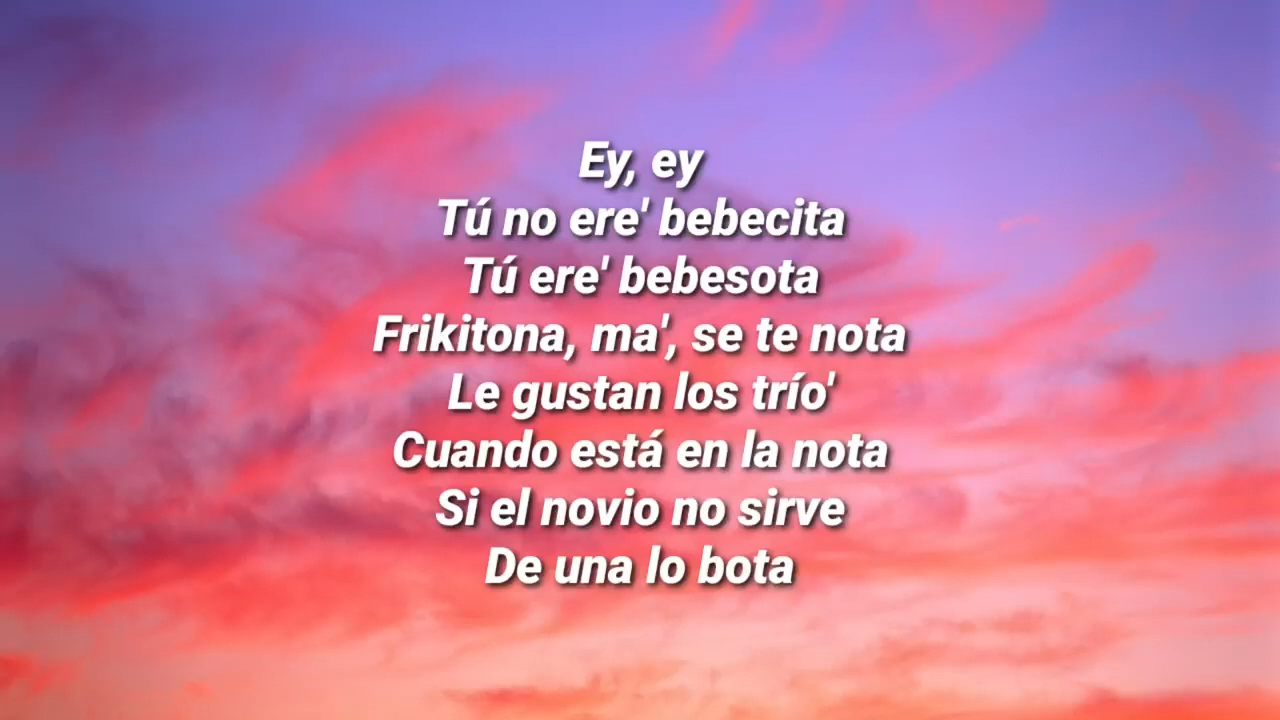 Ey, ey
Tú no ere' bebecita
Tú ere' bebesota
Frikitona, ma', se te nota
Le gustan los trío'
Cuando está en la nota
Si el novio no sirve
De una lo bota